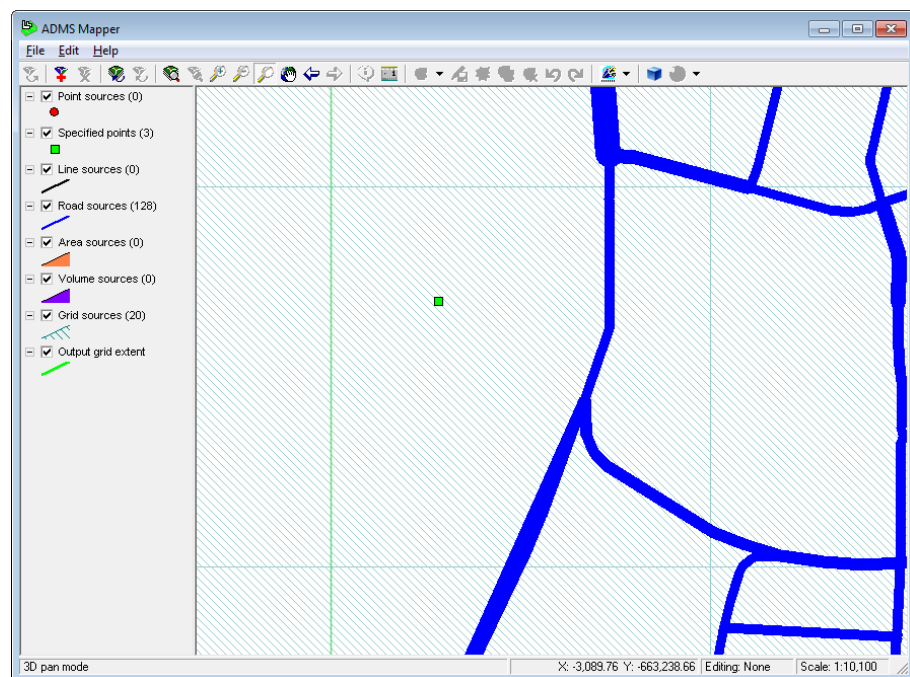 ADMS Mapper
File Edit Help
Point sources (0)
Specified points (3)
Line sources (0)
Road sources (128)
Area sources (0)
Volume sources (0)
Grid sources (20)
Output grid extent
3D pan mode X: -3,089.76 Y: -663,238.66 Editing: None Scale: 1:10,100